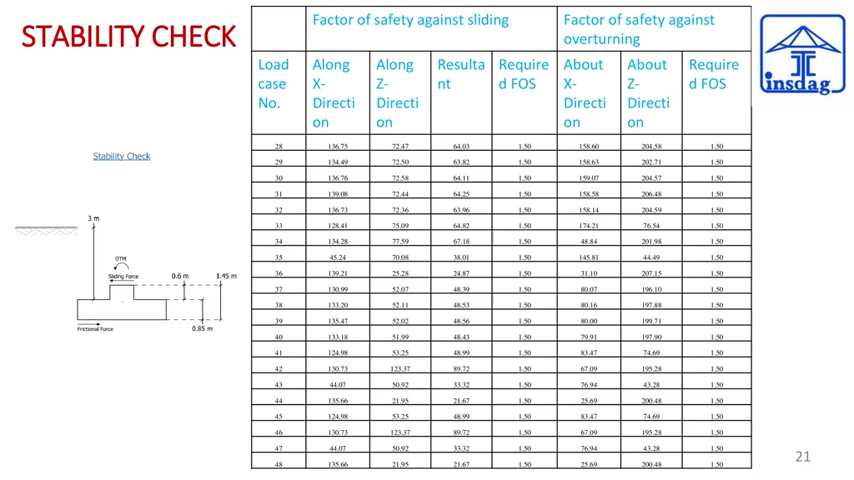 STABILITY CHECK
Factor of safety against sliding
Factor of safety against
overturning
Load
case
No.
Along
X-
Directi
on
Along
Z-
Directi
on
Resulta
nt
Require
d FOS
About
X-
Directi
on
About
Z-
Directi
on
Require
d FOS
28 136.75 72.47 64.03 1.50 158.60 204.58 1.50
29 134.49 72.50 63.82 1.50 158.63 202.71 1.50
30 136.76 72.58 64.11 1.50 159.07 204.57 1.50
31 139.08 72.44 64.25 1.50 158.58 206.48 1.50
32 136.73 72.36 63.96 1.50 158.14 204.59 1.50
33 128.41 75.09 64.82 1.50 174.21 76.54 1.50
34 134.28 77.59 67.18 1.50 48.84 201.98 1.50
35 45.24 70.08 38.01 1.50 145.81 44.49 1.50
36 139.21 25.28 24.87 1.50 31.10 207.15 1.50
37 130.99 52.07 48.39 1.50 80.07 196.10 1.50
38 133.20 52.11 48.53 1.50 80.16 197.88 1.50
39 135.47 52.02 48.56 1.50 80.00 199.71 1.50
40 133.18 51.99 48.43 1.50 79.91 197.90 1.50
41 124.98 53.25 48.99 1.50 83.47 74.69 1.50
42 130.73 123.37 89.72 1.50 67.09 195.28 1.50
43 44.07 50.92 33.32 1.50 76.94 43.28 1.50
44 135.66 21.95 21.67 1.50 25.69 200.48 1.50
45 124.98 53.25 48.99 1.50 83.47 74.69 1.50
46 130.73 123.37 89.72 1.50 67.09 195.28 1.50
47 44.07 50.92 33.32 1.50 76.94 43.28 1.50
48 135.66 21.95 21.67 1.50 25.69 200.48 1.50
Stability Check
3 m
OTM
Sliding Force
0.6 m
1.45 m
Frictional Force
0.85 m
insdag
21